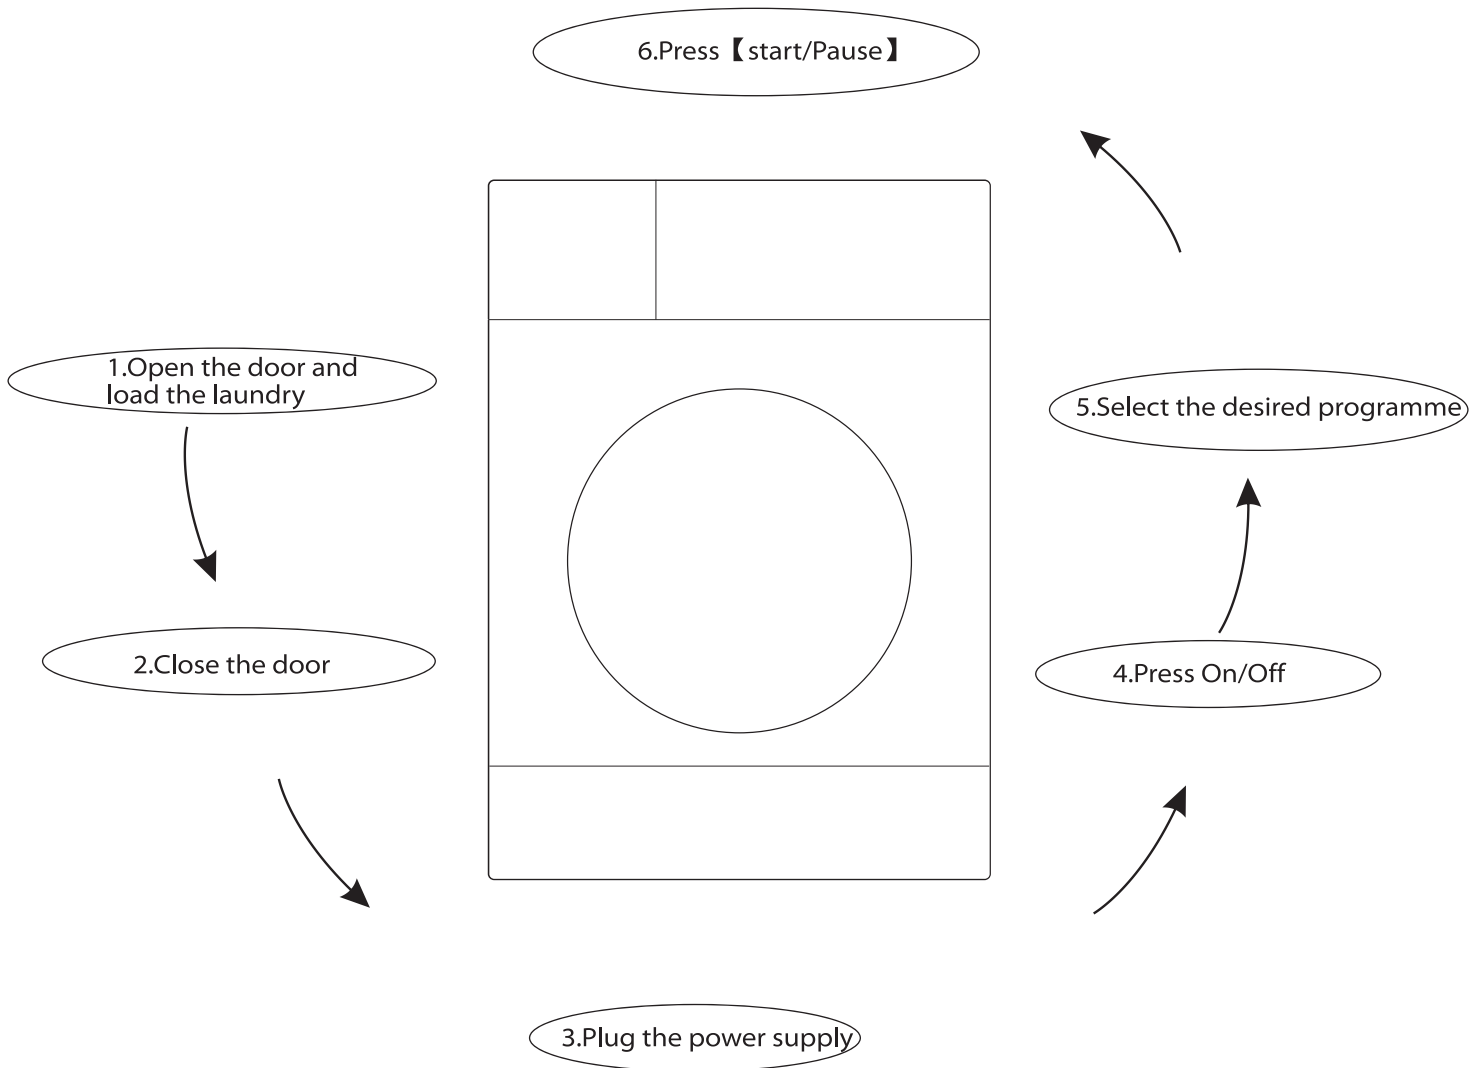 6.Press【start/Pause】
1.Open the door and
load the laundry
5.Select the desired programme
2.Close the door
4.Press On/Off
3.Plug the power supply